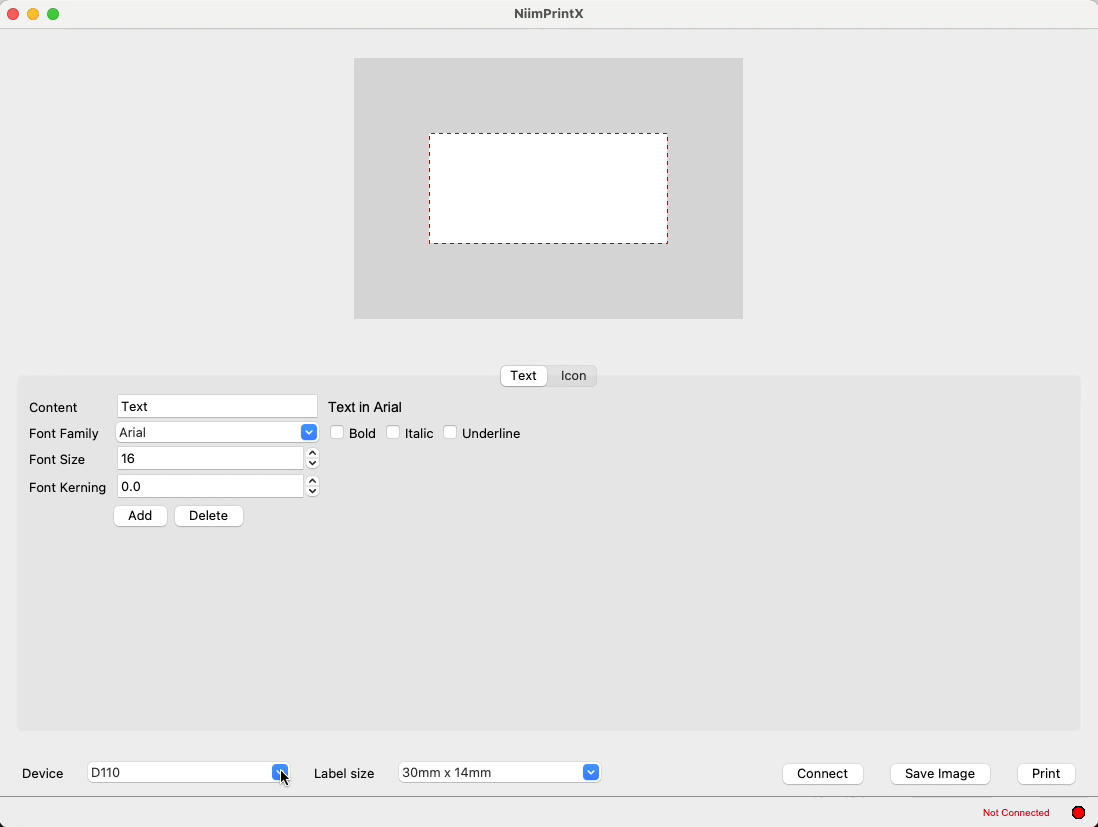 NiimPrintX
Text Icon
Content Text Text in Arial
Font Family Arial Bold Italic Underline
Font Size 16
Font Kerning 0.0
Add Delete
Device D110 Label size 30mm x 14mm Connect Save Image Print
Not Connected